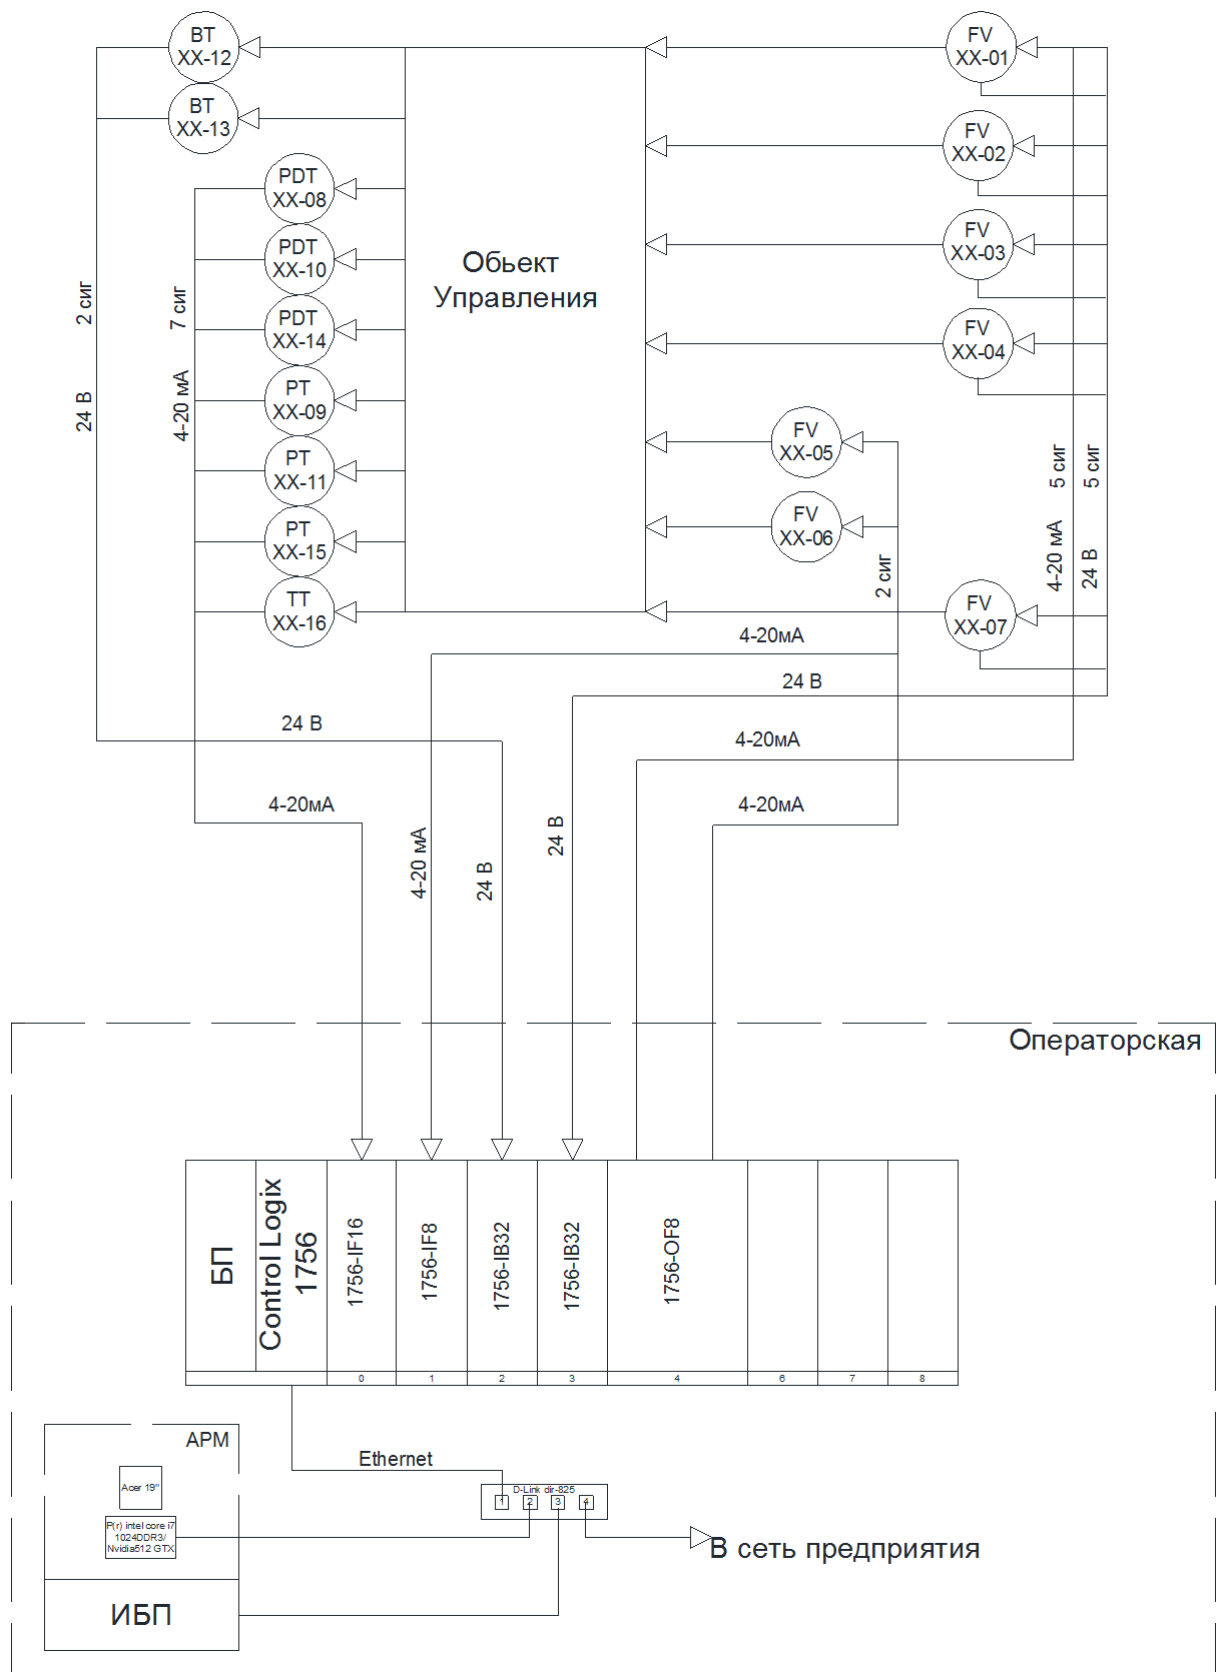 BT
XX-12
BT
XX-13
PDT
XX-08
PDT
XX-10
PDT
XX-14
PT
XX-09
PT
XX-11
PT
XX-15
TT
XX-16
2 сиг
24 В
7 сиг
4-20 мА
Обьект
Управления
FV
XX-01
FV
XX-02
FV
XX-03
FV
XX-04
FV
XX-05
FV
XX-06
FV
XX-07
2 сиг
5 сиг
4-20 мА
5 сиг
24 В
4-20мА
24 В
24 В
4-20мА
4-20мА
4-20мА
4-20 мА
24 В
24 В
Операторская
БП
Control Logix
1756
1756-IF16
1756-IF8
1756-IB32
1756-IB32
1756-OF8
0
1
2
3
4
6
7
8
АРМ
Acer 19"
P(r) intel core i7
1024DDR3/
Nvidia512 GTX
ИБП
Ethernet
D-Link dir-825
1
2
3
4
В сеть предприятия